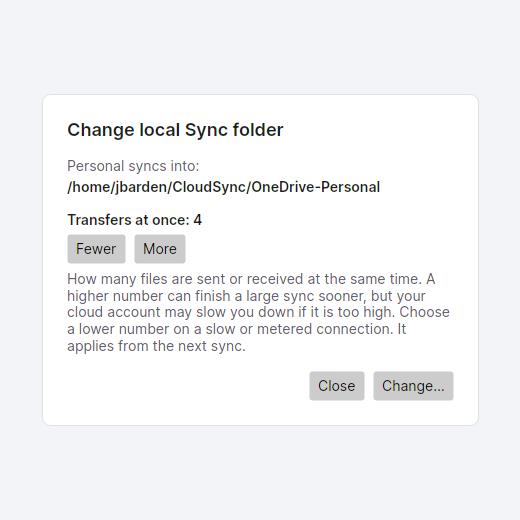 Change local Sync folder
Personal syncs into:
/home/jbarden/CloudSync/OneDrive-Personal
Transfers at once: 4
Fewer More
How many files are sent or received at the same time. A
higher number can finish a large sync sooner, but your
cloud account may slow you down if it is too high. Choose
a lower number on a slow or metered connection. It
applies from the next sync.
Close Change...